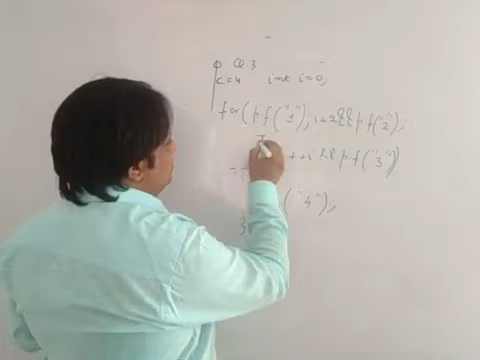 Q.3
c=4 int i=0,
for(pf("1"); i<2&&pf("2");
++i&&pf("3"))
("4"),